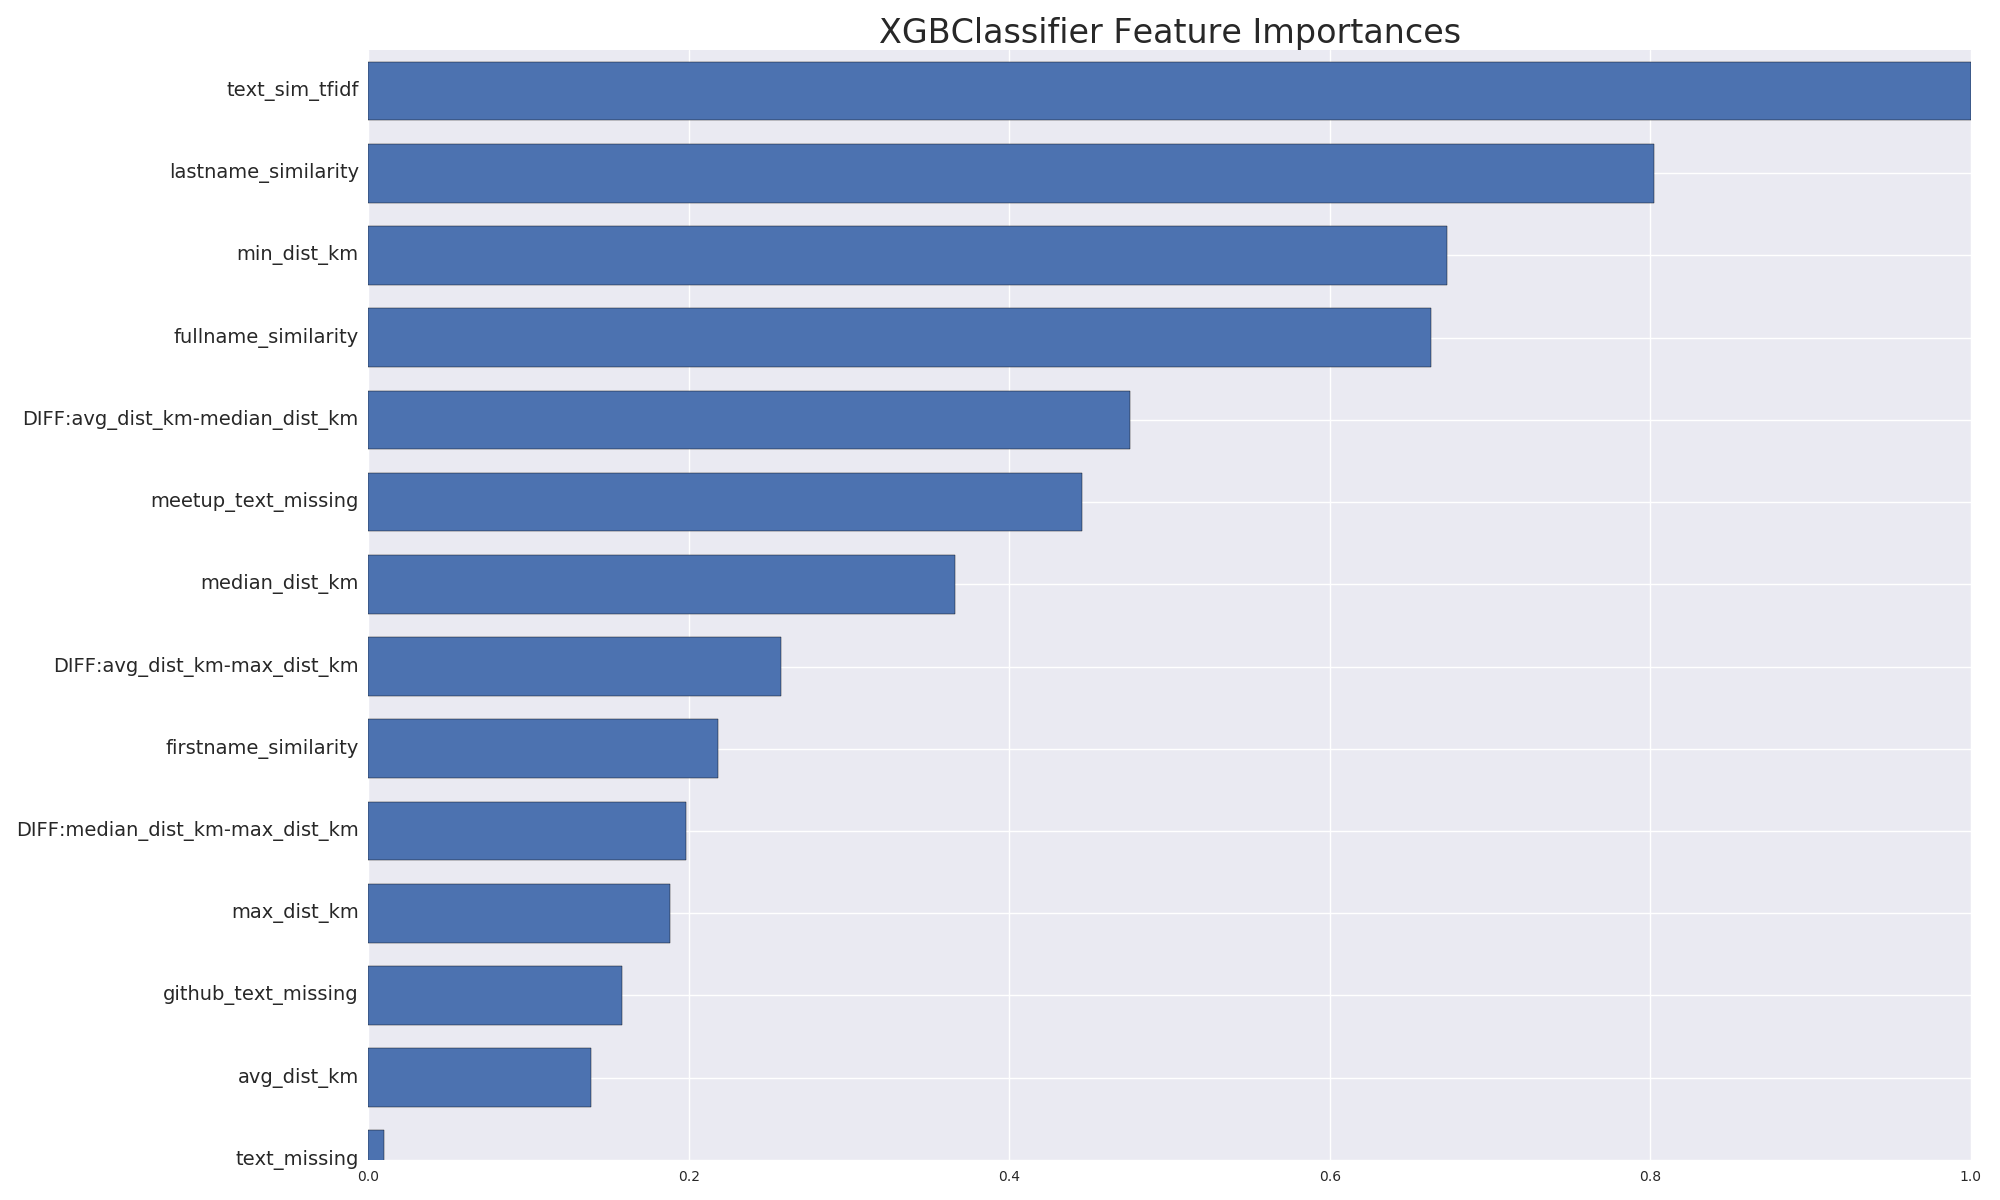 XGBClassifier Feature Importances
text_sim_tfidf
lastname_similarity
min_dist_km
fullname_similarity
DIFF:avg_dist_km-median_dist_km
meetup_text_missing
median_dist_km
DIFF:avg_dist_km-max_dist_km
firstname_similarity
DIFF:median_dist_km-max_dist_km
max_dist_km
github_text_missing
avg_dist_km
text_missing
0.0 0.2 0.4 0.6 0.8 1.0